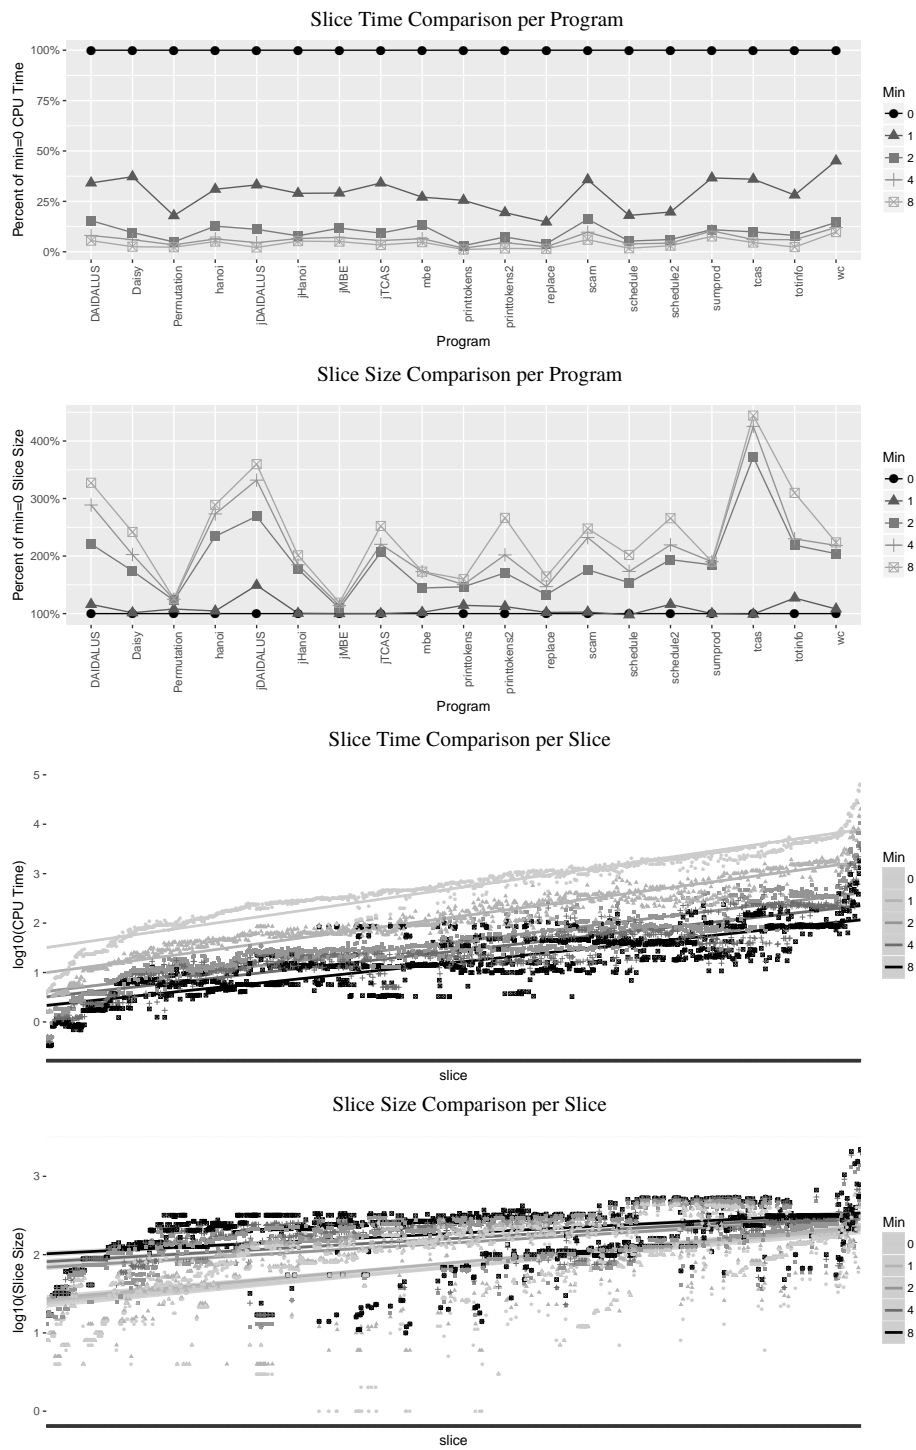 Slice Time Comparison per Program
Percent of min=0 CPU Time
100%
75%
50%
25%
0%
DAIDALUS
Daisy
Permutation
hanoi
jDAIDALUS
jHanoi
jMBE
jTCAS
mbe
printtokens
printtokens2
replace
scam
schedule
schedule2
sumprod
tcas
totinfo
wc
Program
Min
0
1
2
4
8
Slice Size Comparison per Program
Percent of min=0 Slice Size
400%
300%
200%
100%
DAIDALUS
Daisy
Permutation
hanoi
jDAIDALUS
jHanoi
jMBE
jTCAS
mbe
printtokens
printtokens2
replace
scam
schedule
schedule2
sumprod
tcas
totinfo
wc
Program
Min
0
1
2
4
8
Slice Time Comparison per Slice
log10(CPU Time)
5
4
3
2
1
0
slice
Min
0
1
2
4
8
Slice Size Comparison per Slice
log10(Slice Size)
3
2
1
0
slice
Min
0
1
2
4
8